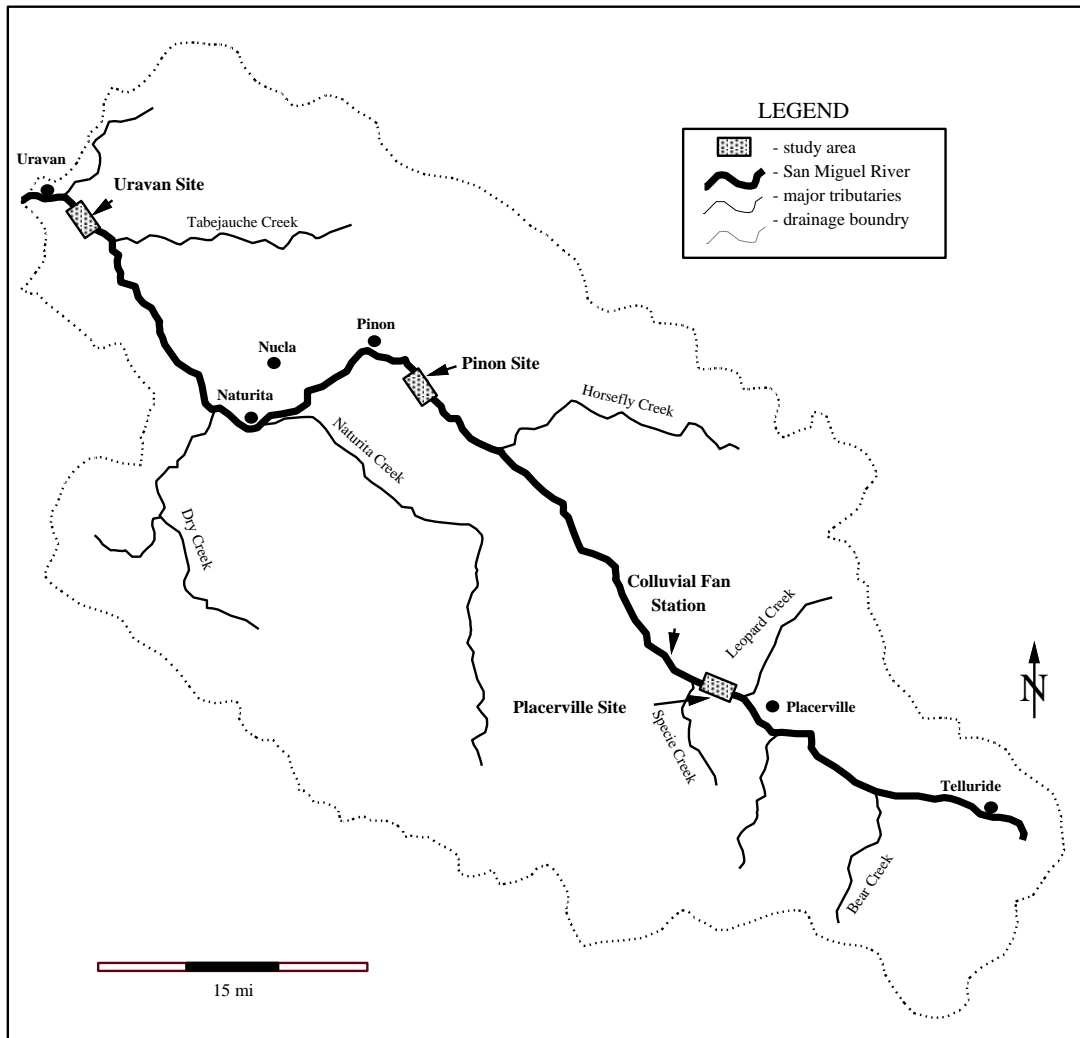 LEGEND
- study area
- San Miguel River
- major tributaries
- drainage boundry
Uravan
Uravan Site
Tabejauche Creek
Pinon
Nucla
Pinon Site
Naturita
Horsefly Creek
Naturita Creek
Dry Creek
Colluvial Fan
Station
Leopard Creek
N
Placerville Site
Placerville
Specie Creek
Telluride
Bear Creek
15 mi